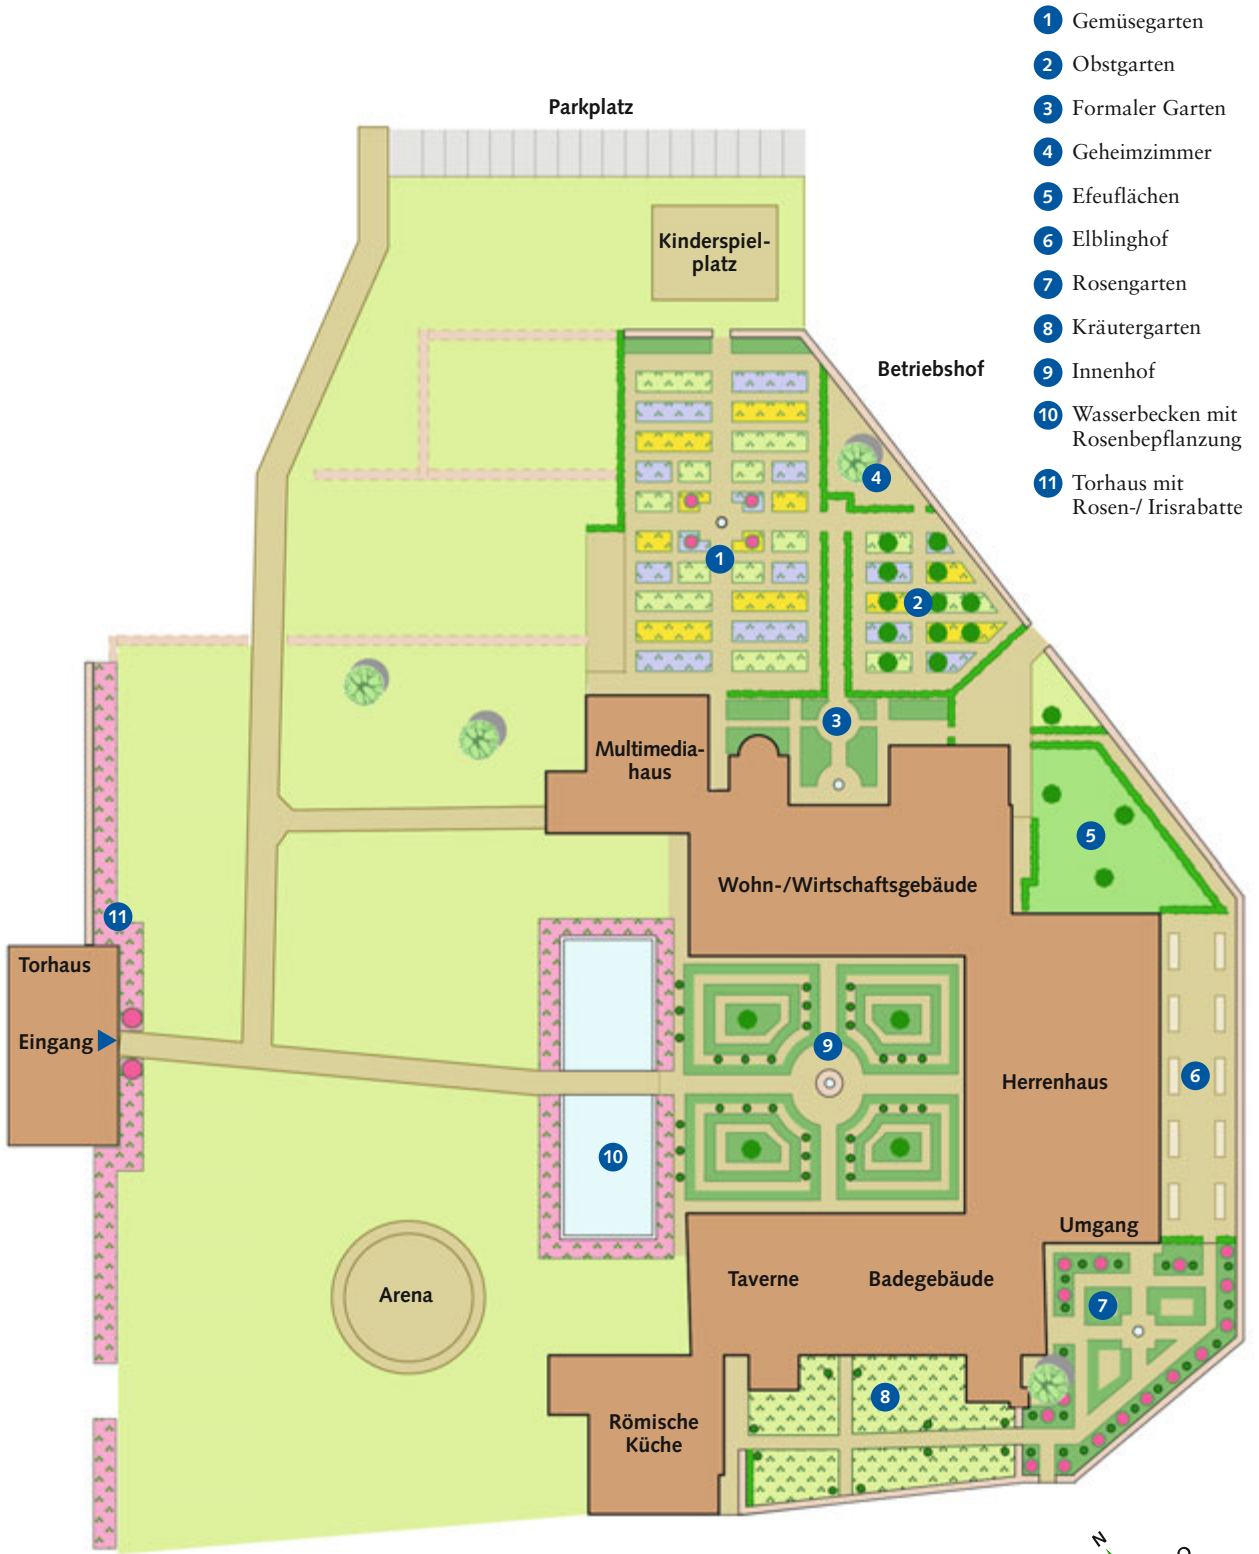 1 Gemüsegarten
2 Obstgarten
3 Formaler Garten
4 Geheimzimmer
5 Efeuflächen
6 Elblinghof
7 Rosengarten
8 Kräutergarten
9 Innenhof
10 Wasserbecken mit
Rosenbepflanzung
11 Torhaus mit
Rosen-/ Irisrabatte
Parkplatz
Kinderspiel-
platz
Betriebshof
4
1
2
3
Multimedia-
haus
5
Wohn-/Wirtschaftsgebäude
11
Torhaus
Eingang
9
Herrenhaus
6
10
Umgang
Taverne
Badegebäude
Arena
7
8
Römische
Küche
N
O